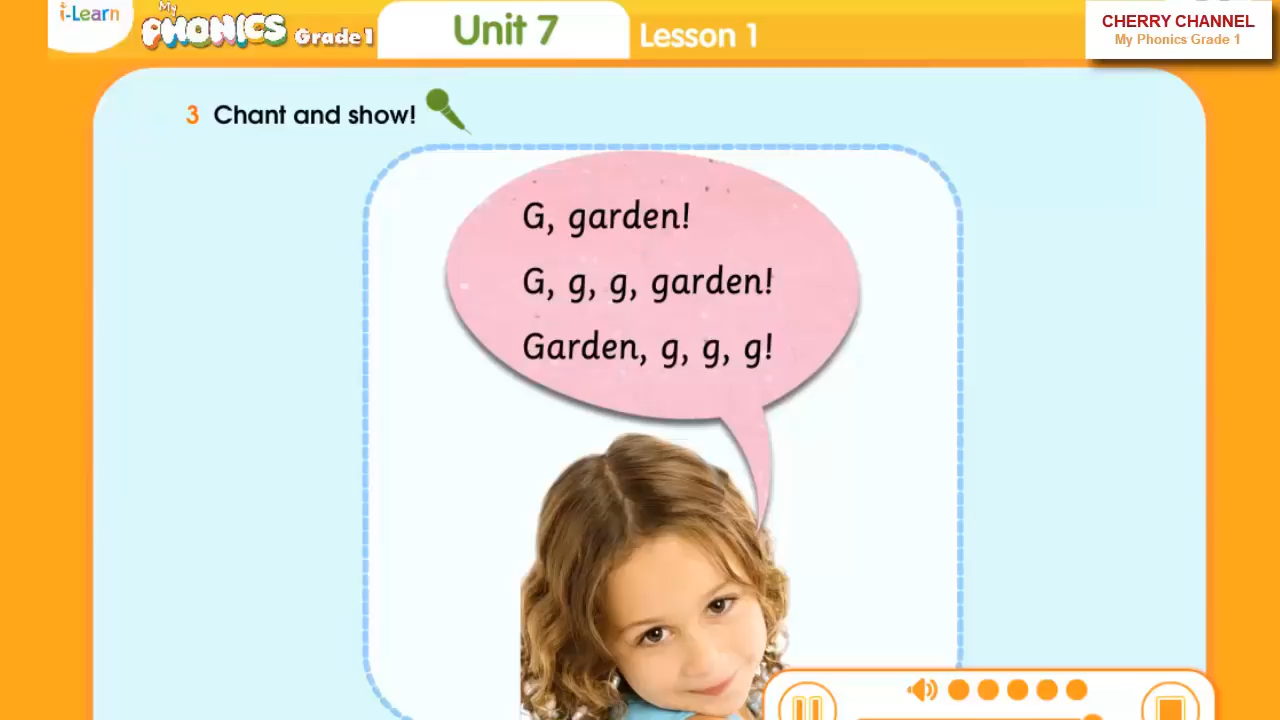 i-Learn
My
PHONICS Grade 1
Unit 7
Lesson 1
CHERRY CHANNEL
My Phonics Grade 1
3 Chant and show!
G, garden!
G, g, g, garden!
Garden, g, g, g!